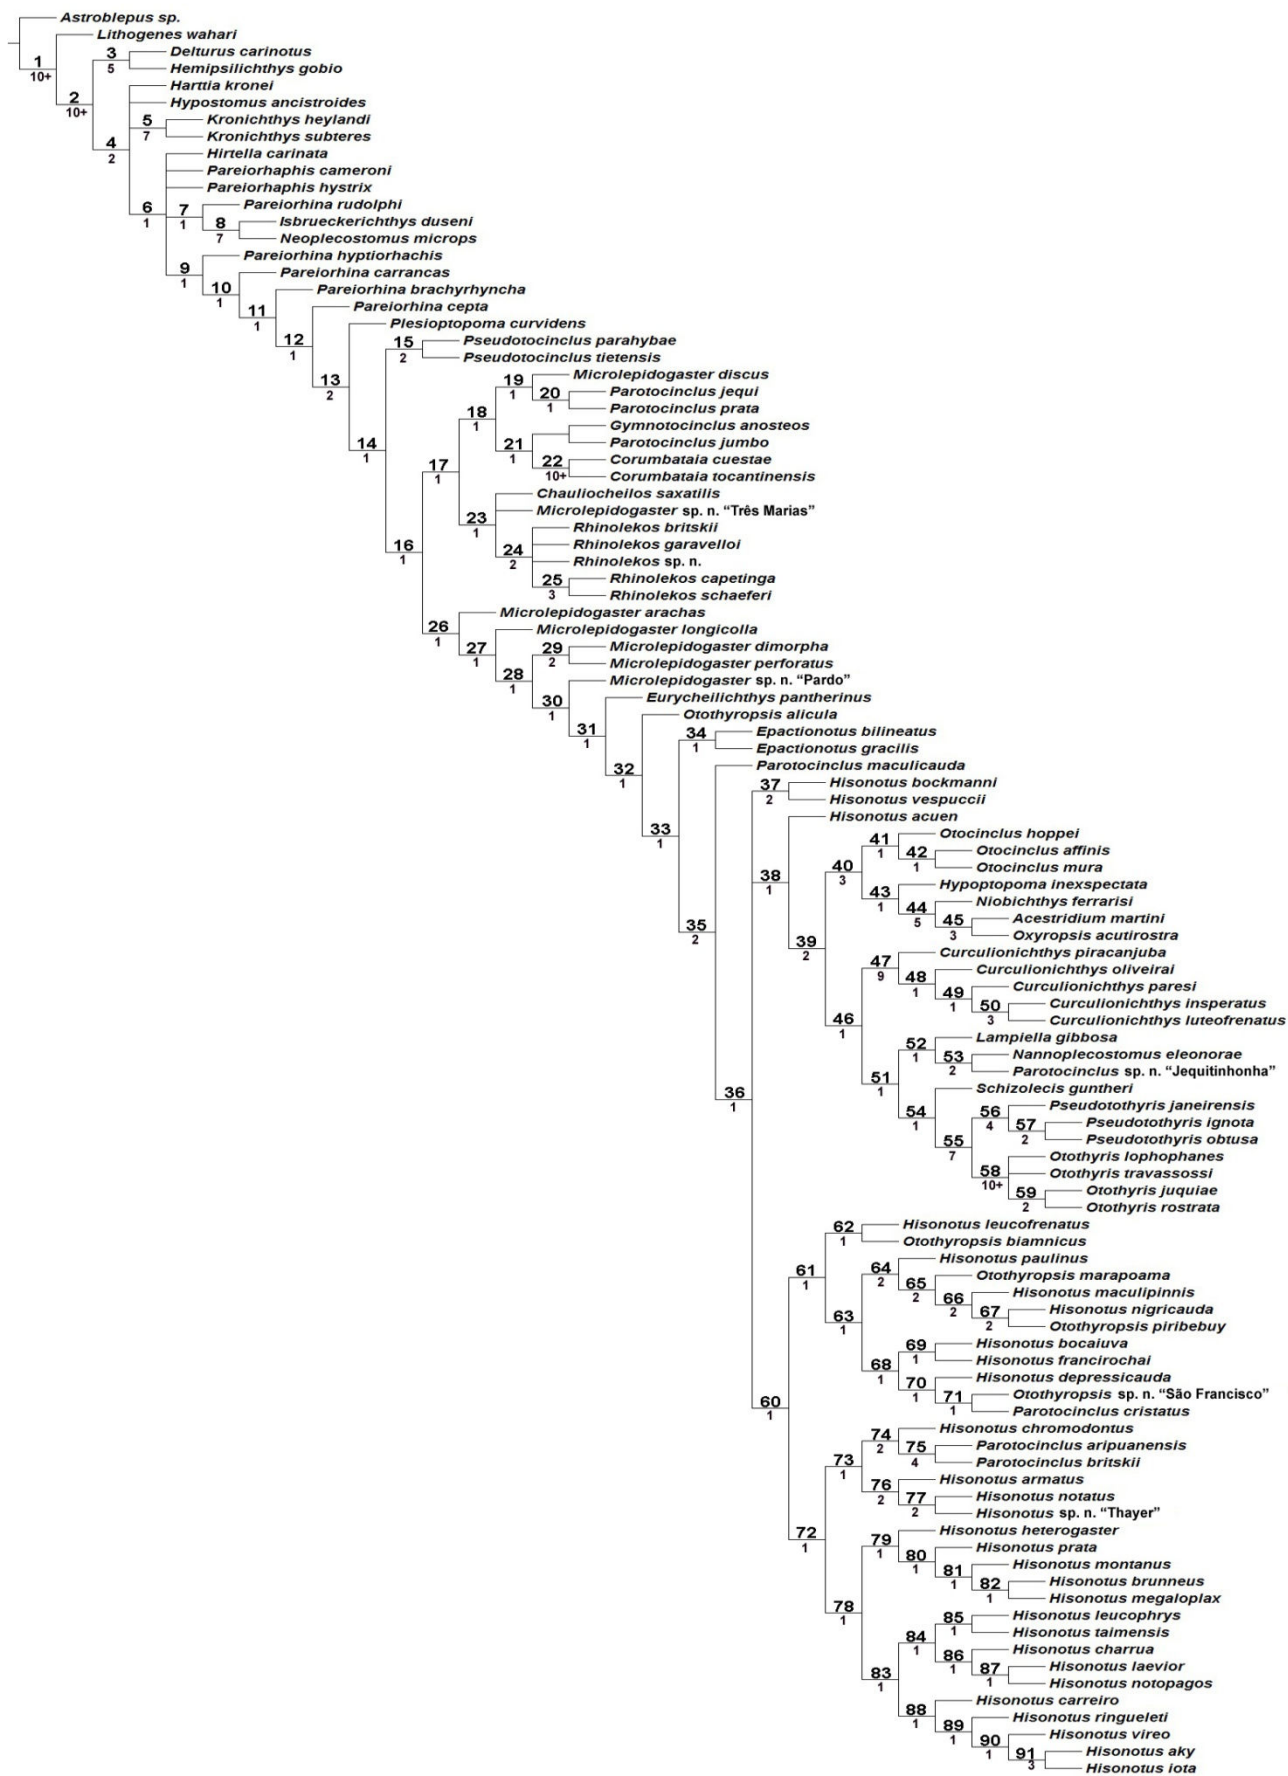 Astroblepus sp.
Lithogenes wahari
1
10+
3
Delturus carinotus
5
Hemipsilichthys gobio
Harttia kronei
2
10+
Hypostomus ancistroides
5
Kronichthys heylandi
7
Kronichthys subteres
4
2
Hirtella carinata
Pareiorhaphis cameroni
Pareiorhaphis hystrix
6
1
7
1
Pareiorhina rudolphi
8
7
Isbrueckerichthys duseni
Neoplecostomus microps
Pareiorhina hyptiorhachis
9
1
Pareiorhina carrancas
10
1
Pareiorhina brachyrhyncha
11
1
Pareiorhina cepta
12
1
Plesioptopoma curvidens
15
2
Pseudotocinclus parahybae
Pseudotocinclus tietensis
13
2
Microlepidogaster discus
19
1
20
1
Parotocinclus jequi
Parotocinclus prata
18
1
Gymnotocinclus anosteos
Parotocinclus jumbo
14
1
21
1
22
10+
Corumbataia cuestae
Corumbataia tocantinensis
17
1
Chauliocheilos saxatilis
Microlepidogaster sp. n. “Três Marias”
23
1
Rhinolekos britskii
Rhinolekos garavelloi
16
1
24
2
Rhinolekos sp. n.
25
3
Rhinolekos capetinga
Rhinolekos schaeferi
Microlepidogaster arachas
26
1
Microlepidogaster longicolla
27
1
29
2
Microlepidogaster dimorpha
Microlepidogaster perforatus
28
1
Microlepidogaster sp. n. “Pardo”
30
1
Eurycheilichthys pantherinus
Otothyropsis alicula
31
1
34
1
Epactionotus bilineatus
Epactionotus gracilis
32
1
Parotocinclus maculicauda
37
2
Hisonotus bockmanni
Hisonotus vespuccii
Hisonotus acuen
33
1
Otocinclus hoppei
41
1
42
1
Otocinclus affinis
Otocinclus mura
40
3
38
1
Hypoptopoma inexspectata
43
1
44
5
Niobichthys ferrarisi
45
3
Acestridium martini
Oxyropsis acutirostra
35
2
39
2
Curculionichthys piracanjuba
47
9
48
1
Curculionichthys oliveirai
Curculionichthys paresi
49
1
50
3
Curculionichthys insperatus
Curculionichthys luteofrenatus
46
1
Lampiella gibbosa
52
1
53
2
Nannoplecostomus eleonorae
Parotocinclus sp. n. “Jequitinhonha”
51
1
Schizolecis guntheri
36
1
54
1
Pseudotothyris janeirensis
56
4
57
2
Pseudotothyris ignota
Pseudotothyris obtusa
55
7
Otothyris lophophanes
58
10+
Otothyris travassossi
59
2
Otothyris juquiae
Otothyris rostrata
62
1
Hisonotus leucofrenatus
Otothyropsis biamnicus
61
1
Hisonotus paulinus
64
2
65
2
Otothyropsis marapoama
Hisonotus maculipinnis
66
2
67
2
Hisonotus nigricauda
Otothyropsis piribebuy
63
1
69
1
Hisonotus bocaiuva
Hisonotus francirochai
68
1
70
1
Hisonotus depressicauda
71
1
Otothyropsis sp. n. “São Francisco”
Parotocinclus cristatus
60
1
Hisonotus chromodontus
74
2
75
4
Parotocinclus aripuanensis
Parotocinclus britskii
73
1
Hisonotus armatus
76
2
77
2
Hisonotus notatus
Hisonotus sp. n. “Thayer”
72
1
Hisonotus heterogaster
79
1
80
1
Hisonotus prata
Hisonotus montanus
81
1
82
1
Hisonotus brunneus
Hisonotus megaloplax
78
1
85
1
Hisonotus leucophrys
Hisonotus taimensis
84
1
Hisonotus charrua
86
1
87
1
Hisonotus laevior
Hisonotus notopagos
83
1
Hisonotus carreiro
88
1
Hisonotus ringueleti
89
1
Hisonotus vireo
90
1
91
3
Hisonotus aky
Hisonotus iota